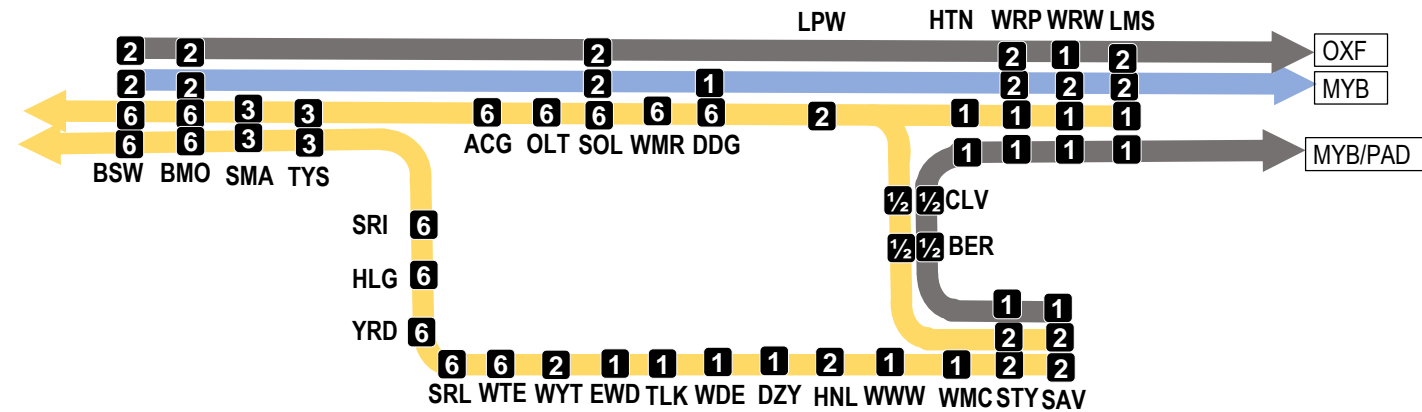 LPW HTN WRP WRW LMS
2 2 2 2 1 2 OXF
2 2 2 1 2 2 2 MYB
6 6 3 3 6 6 6 6 6 2 1 1 1 1
ACG OLT SOL WMR DDG
6 6 3 3 1 1 1 1 MYB/PAD
BSW BMO SMA TYS
½ ½ CLV
SRI 6
½ ½ BER
HLG 6
1 1
YRD 6
2 2
6 6 2 1 1 1 1 2 1 1 2 2
SRL WTE WYT EWD TLK WDE DZY HNL WWW WMC STY SAV